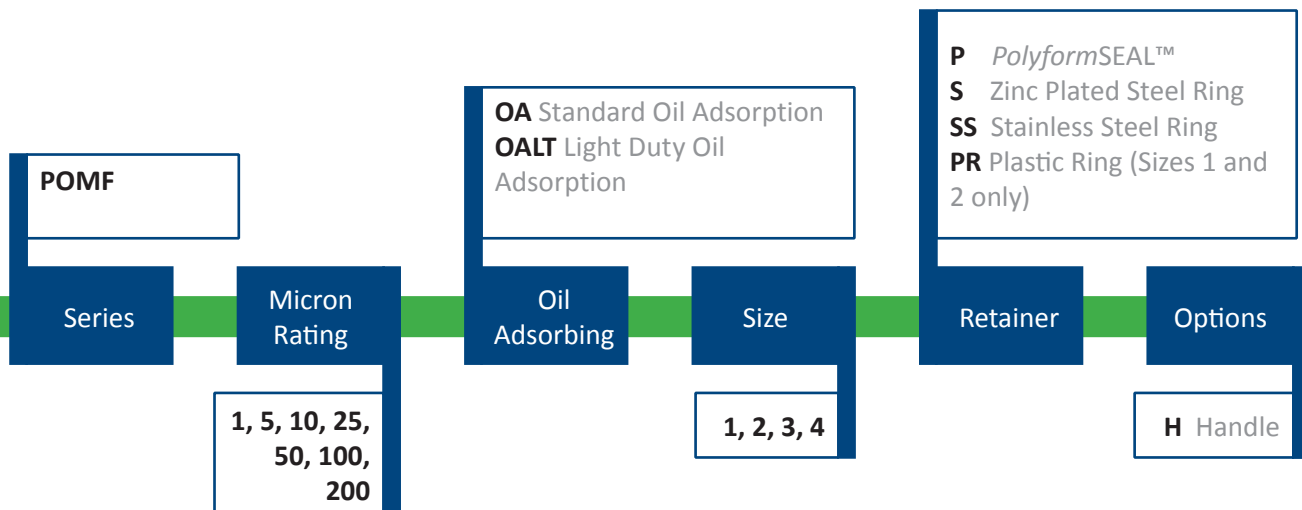 POMF
Series
Micron
Rating
1, 5, 10, 25,
50, 100,
200
OA Standard Oil Adsorption
OALT Light Duty Oil
Adsorption
Oil
Adsorbing
Size
1, 2, 3, 4
P PolyformSEAL™
S Zinc Plated Steel Ring
SS Stainless Steel Ring
PR Plastic Ring (Sizes 1 and
2 only)
Retainer
Options
H Handle